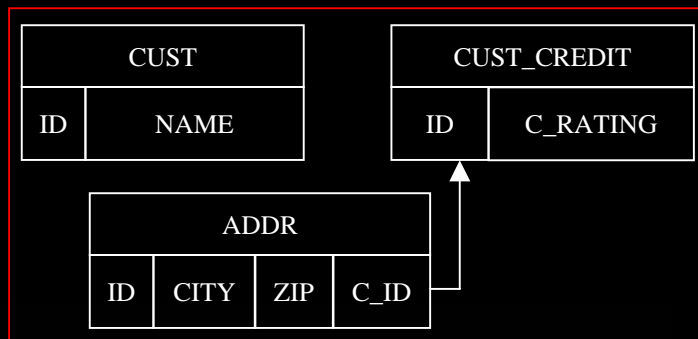 CUST
ID NAME
CUST_CREDIT
ID C_RATING
ADDR
ID CITY ZIP C_ID